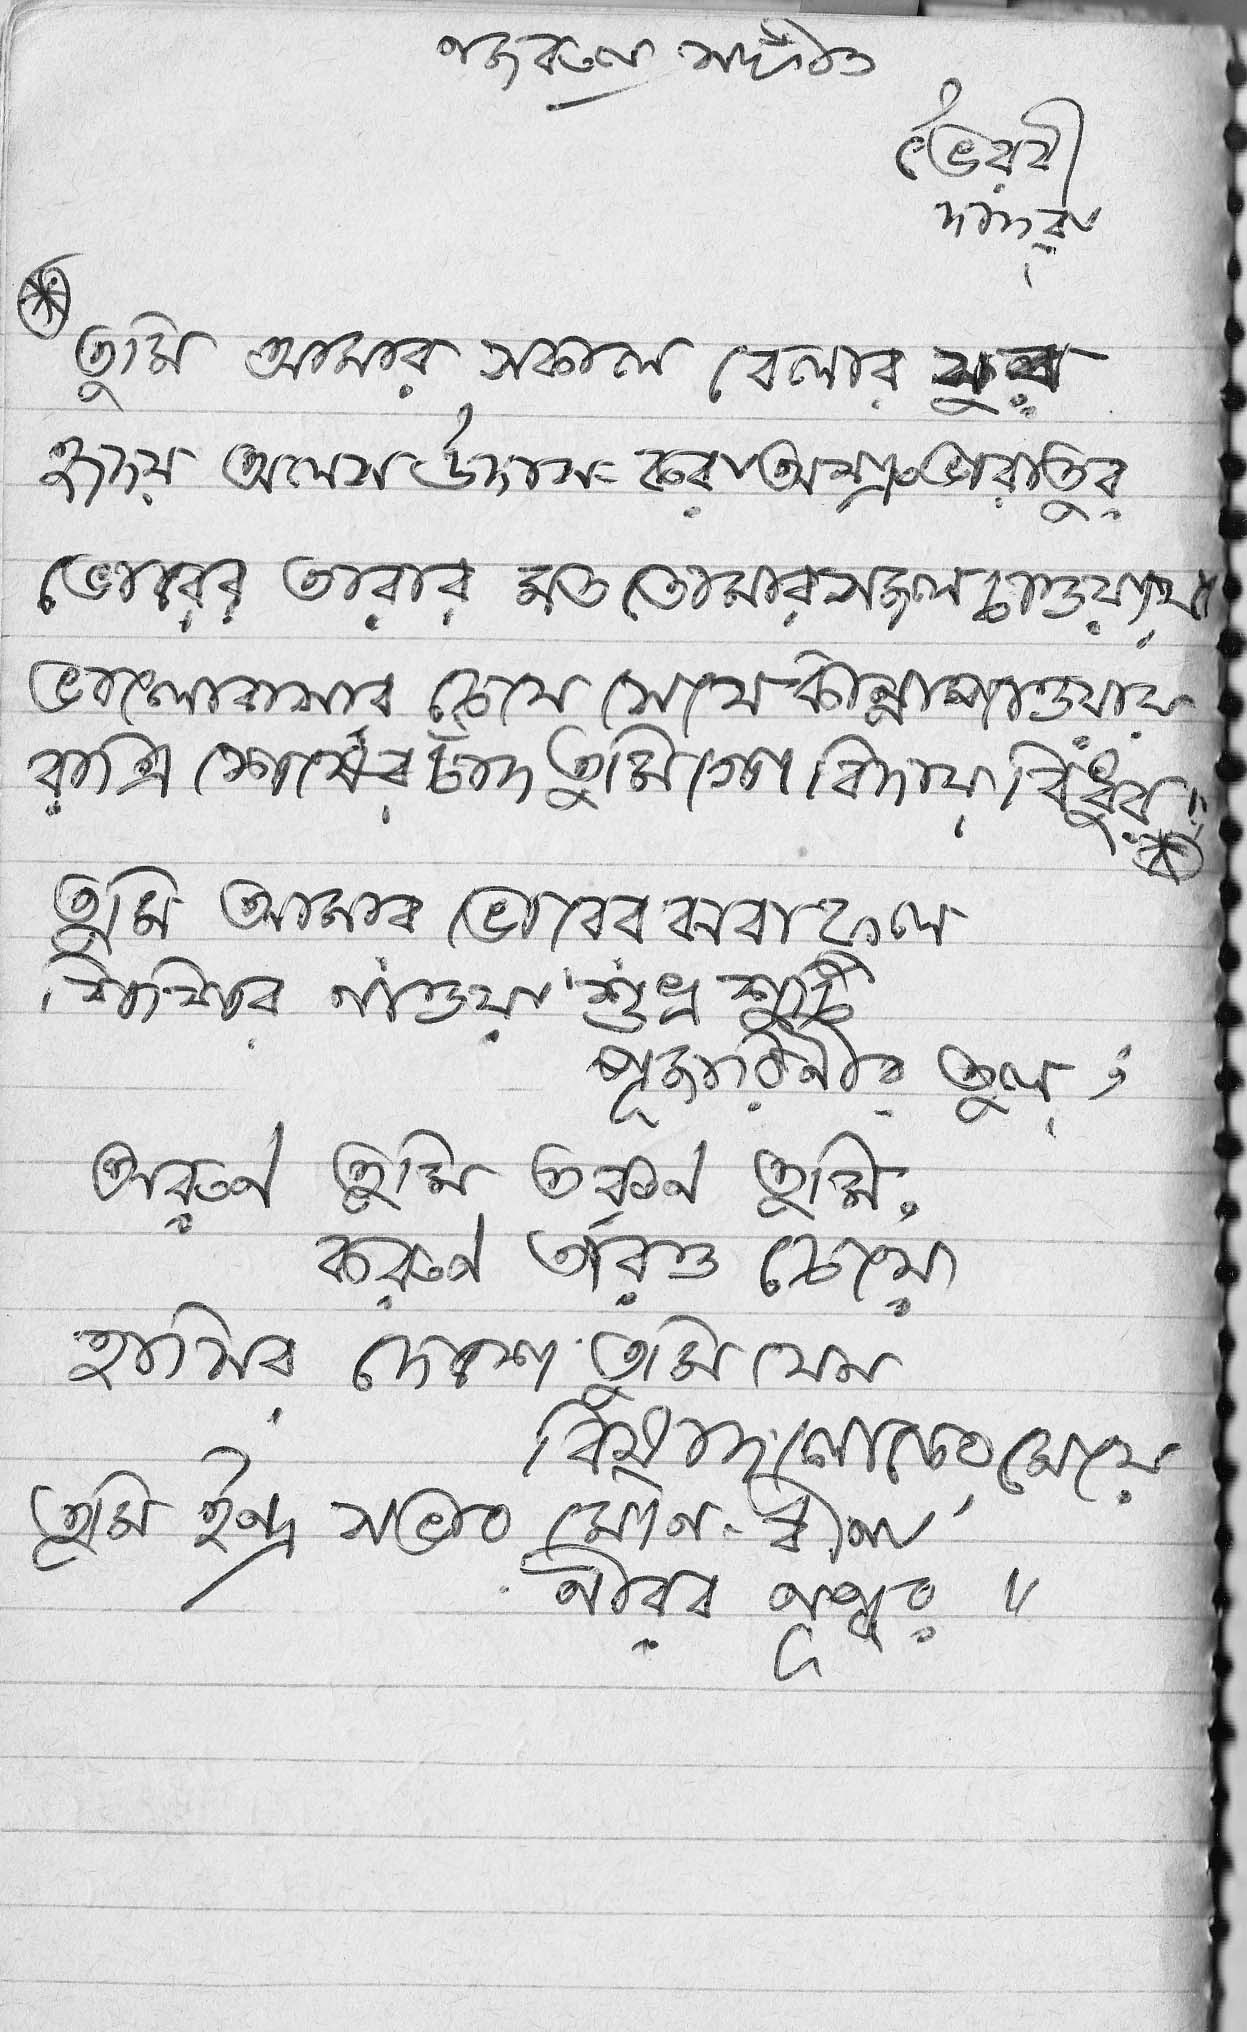 নজরুল সংগীত
ভৈরবী
দাদরা
তুমি আমার সকাল বেলার সুর
হৃদয় অলস উদাস করা অশ্রু ভারাতুর
ভোরের তারার মত তোমার সজল চাওয়ায়
ভালোবাসার চেয়ে সে যে কান্না পাওয়ায়
রাত্রি শেষের চাঁদ তুমি গো বিদায় বিধুর॥
তুমি আমার ভোরের ঝরা ফুল
শিশিরে নাওয়া শুভ্র শুচি
পূজারিনীর তুল,
অরুন তুমি তরুন তুমি,
করুন তারও চেয়ে
হাসির দেশে তুমি যেন
বিষাদ লোকের মেয়ে
তুমি ইন্দ্র সভার মৌন-বীনা
নীরব নূপুর॥